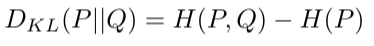 D_{KL}(P||Q) = H(P, Q) − H(P)